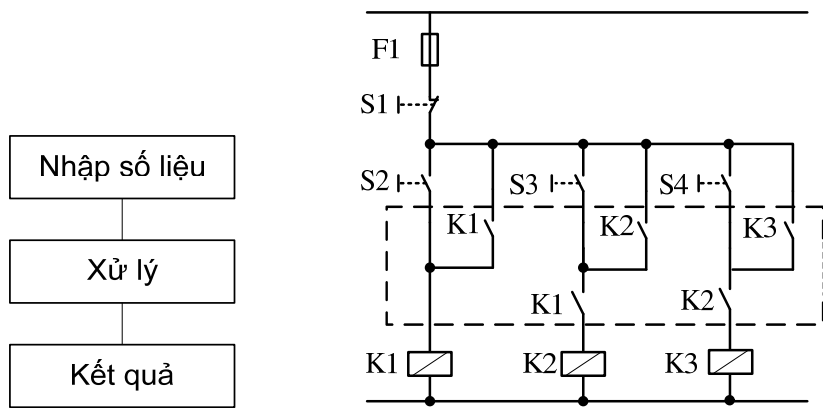 Nhập số liệu
Xử lý
Kết quả
F1
S1
S2 S3 S4
K1 K2 K3
K1 K2
K1 K2 K3